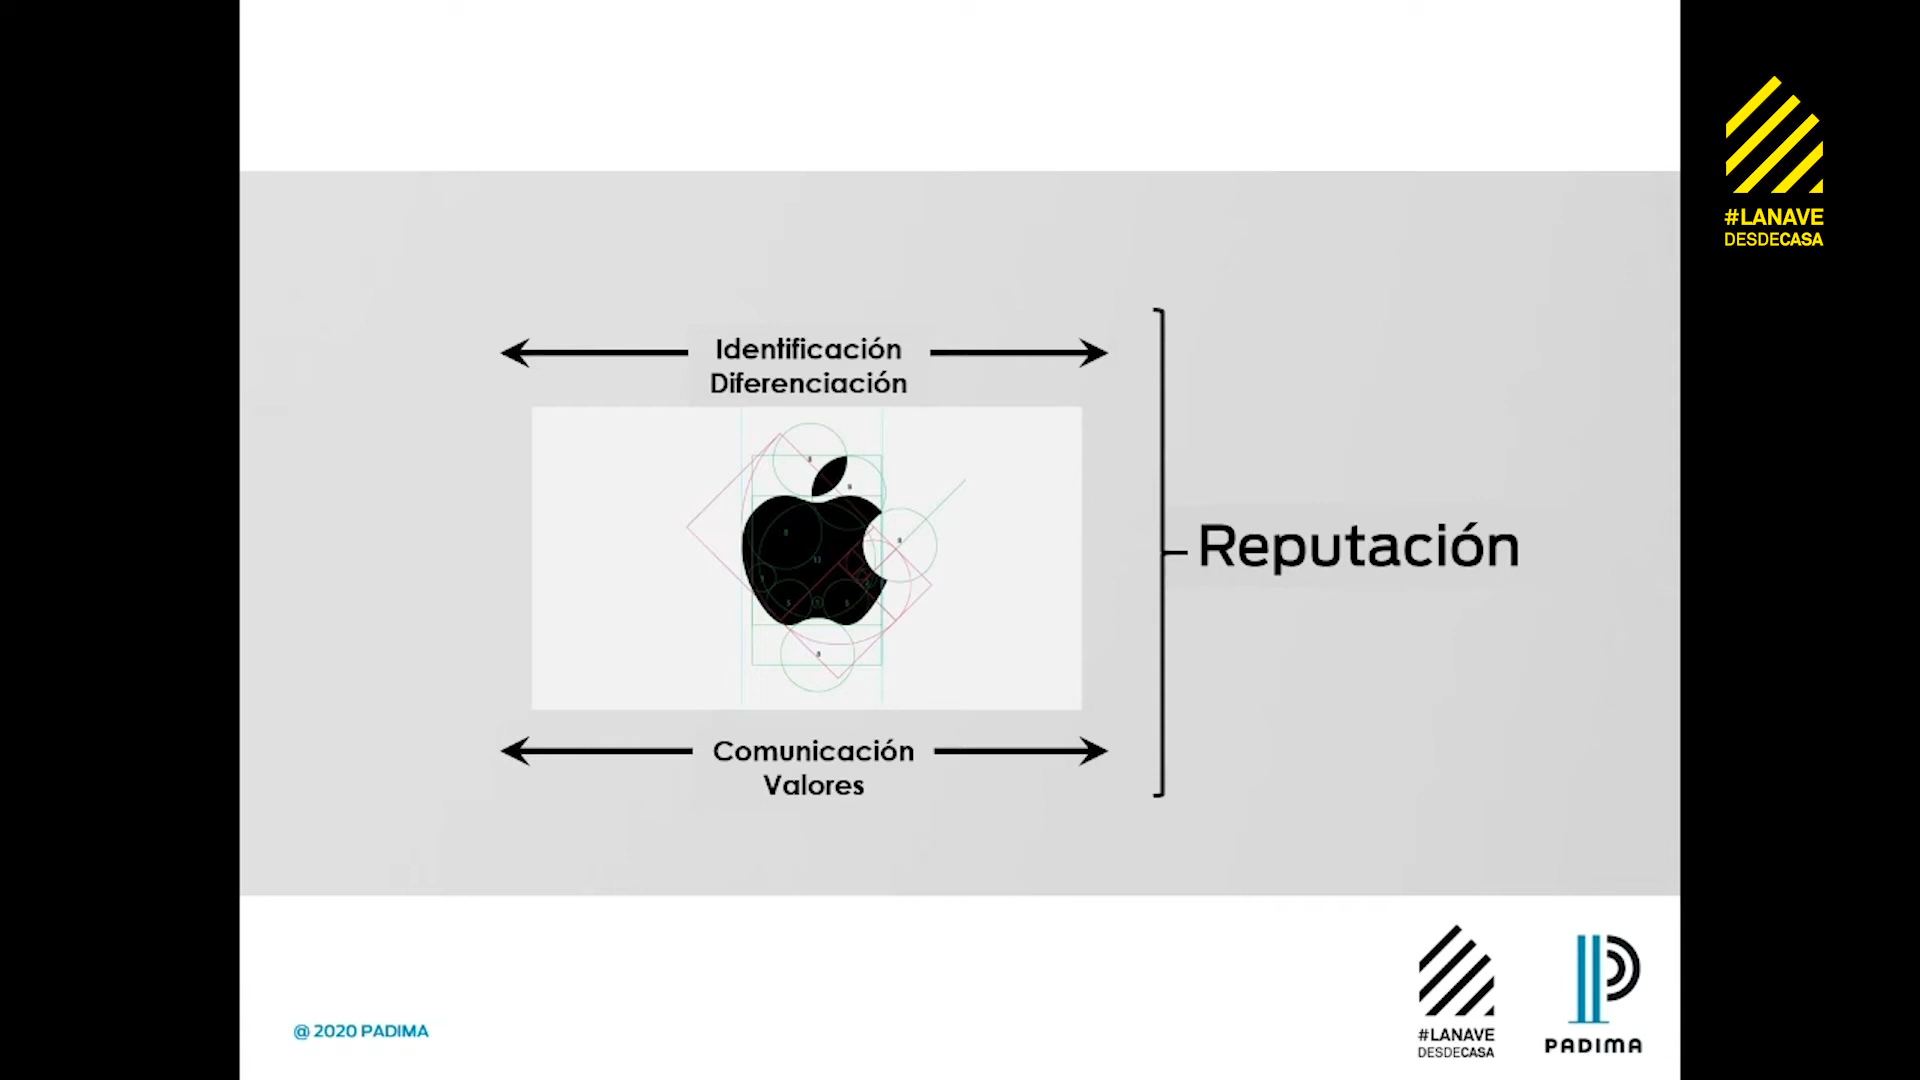 #LANAVE
DESDECASA
Identificación
Diferenciación
Reputación
Comunicación
Valores
@ 2020 PADIMA
#LANAVE
DESDECASA
PADIMA